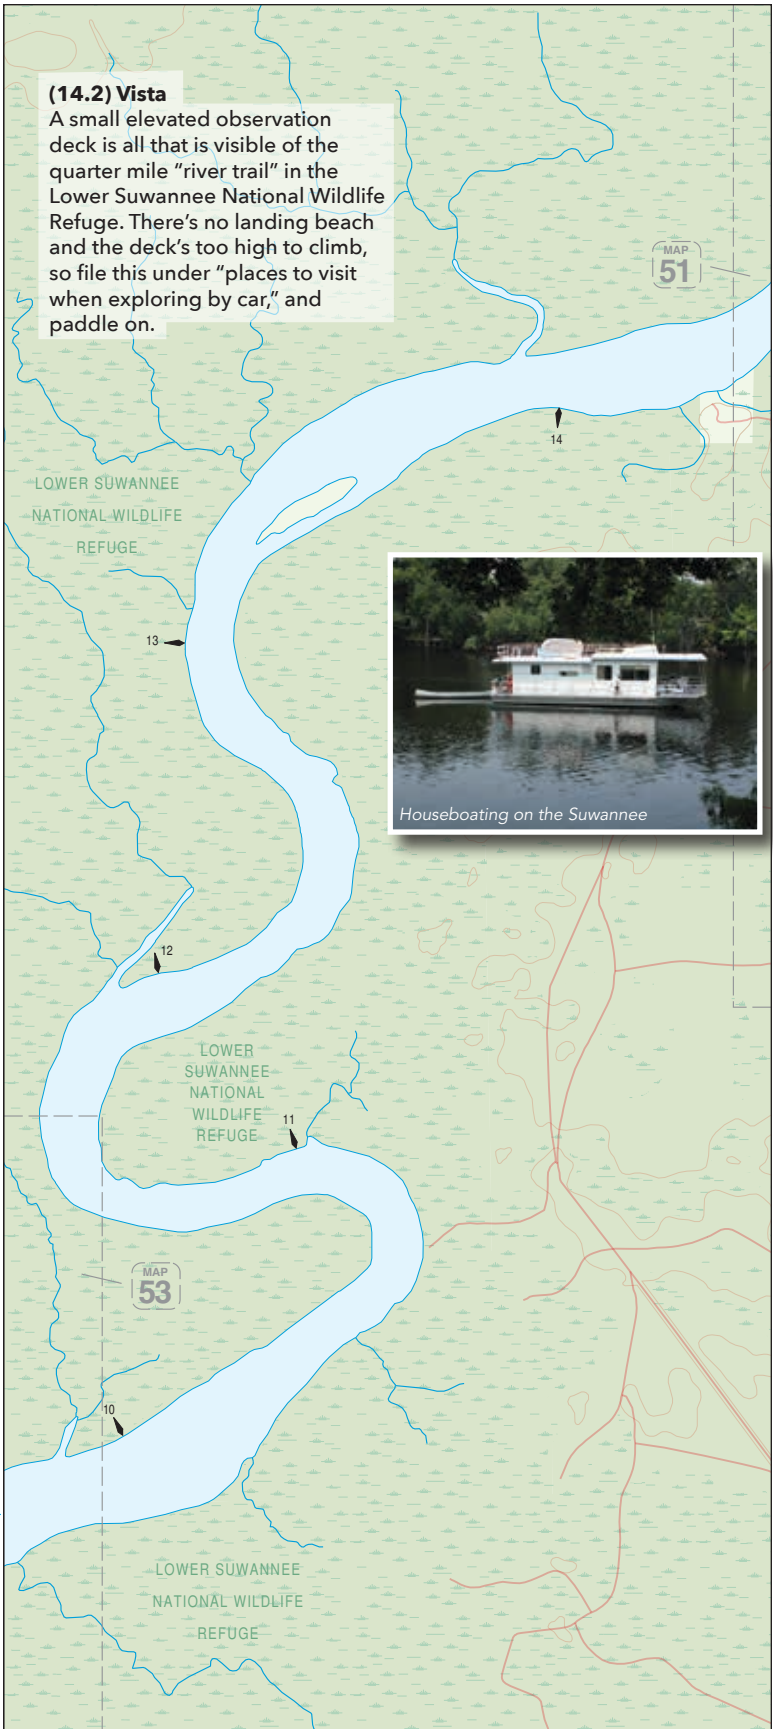 (14.2) Vista
A small elevated observation
deck is all that is visible of the
quarter mile “river trail” in the
Lower Suwannee National Wildlife
Refuge. There’s no landing beach
and the deck’s too high to climb,
so file this under “places to visit
when exploring by car,” and
paddle on.
MAP
51
14
LOWER SUWANNEE
NATIONAL WILDLIFE
REFUGE
13
Houseboating on the Suwannee
12
LOWER
SUWANNEE
NATIONAL
WILDLIFE
REFUGE
11
MAP
53
10
LOWER SUWANNEE
NATIONAL WILDLIFE
REFUGE